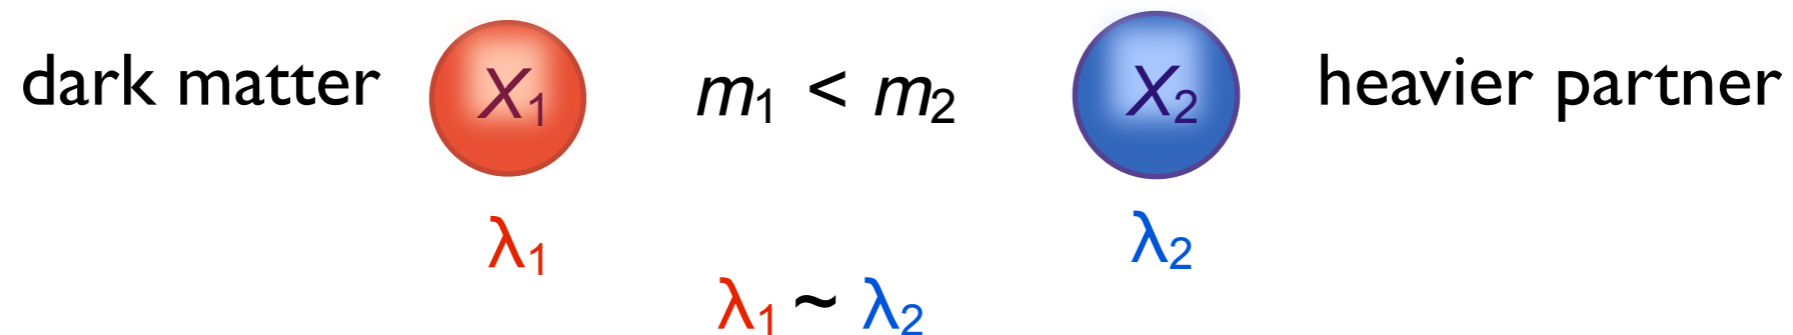 dark matter X₁ m₁ < m₂ X₂ heavier partner
λ₁ λ₂
λ₁ ~ λ₂